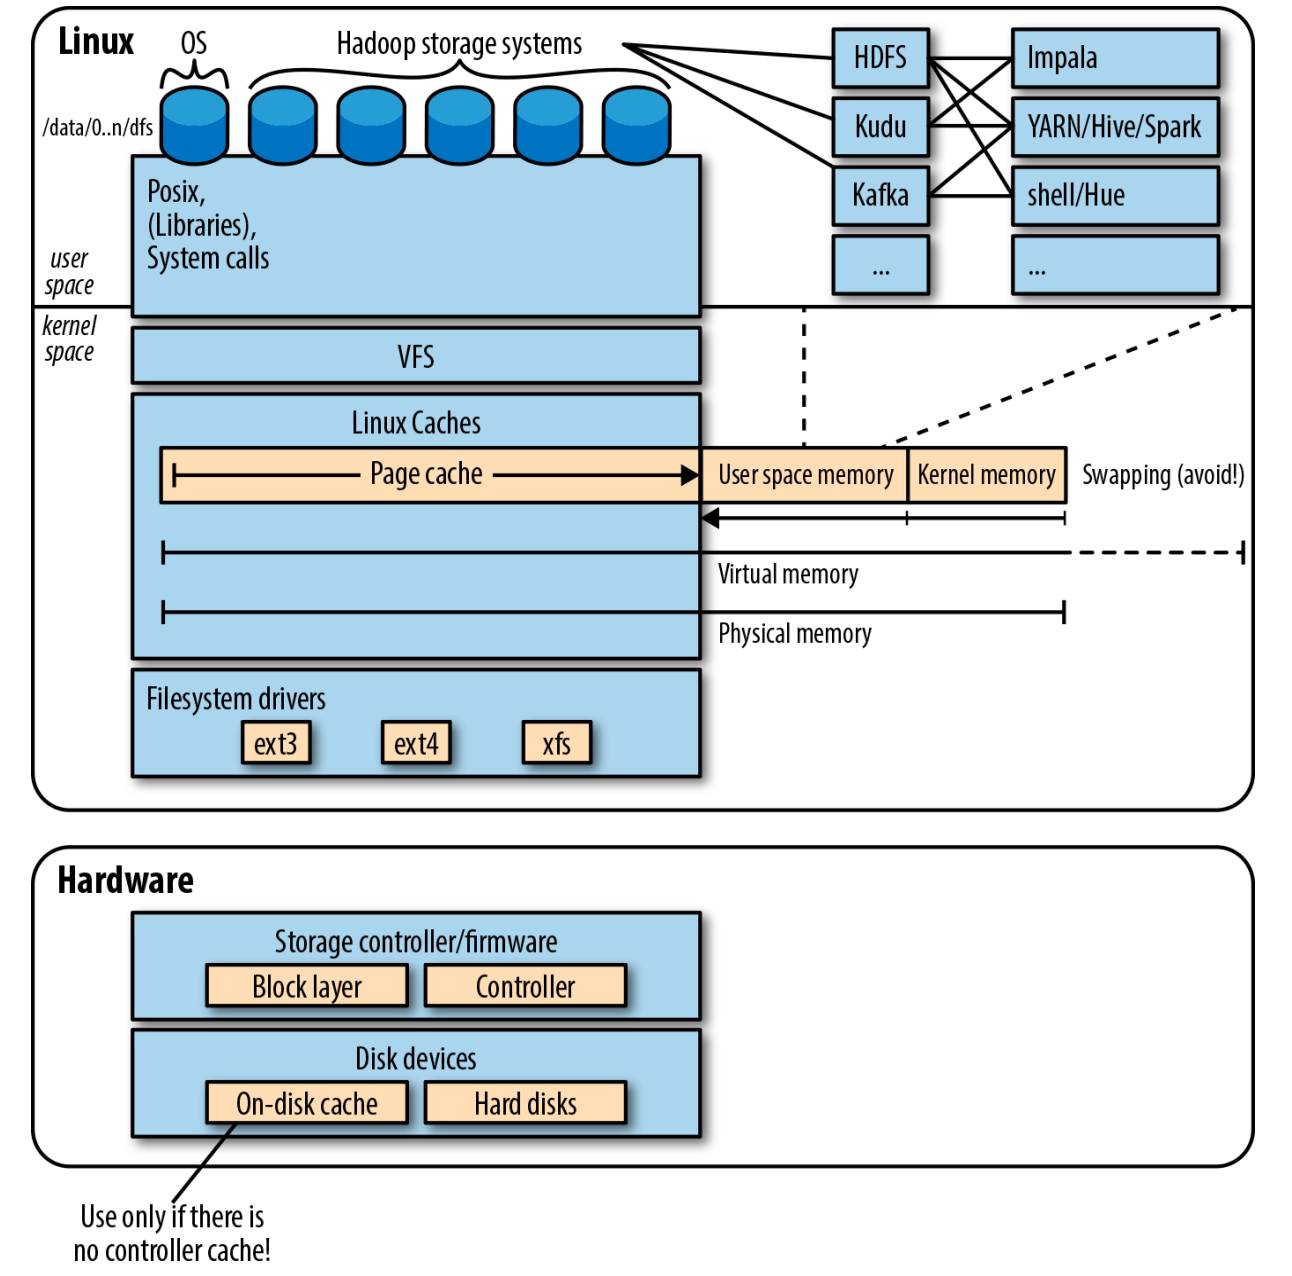 Linux
OS
Hadoop storage systems
/data/0..n/dfs
HDFS
Impala
Kudu
YARN/Hive/Spark
Kafka
shell/Hue
...
...
Posix,
(Libraries),
System calls
user
space
kernel
space
VFS
Linux Caches
Page cache
User space memory
Kernel memory
Swapping (avoid!)
Virtual memory
Physical memory
Filesystem drivers
ext3
ext4
xfs
Hardware
Storage controller/firmware
Block layer
Controller
Disk devices
On-disk cache
Hard disks
Use only if there is
no controller cache!